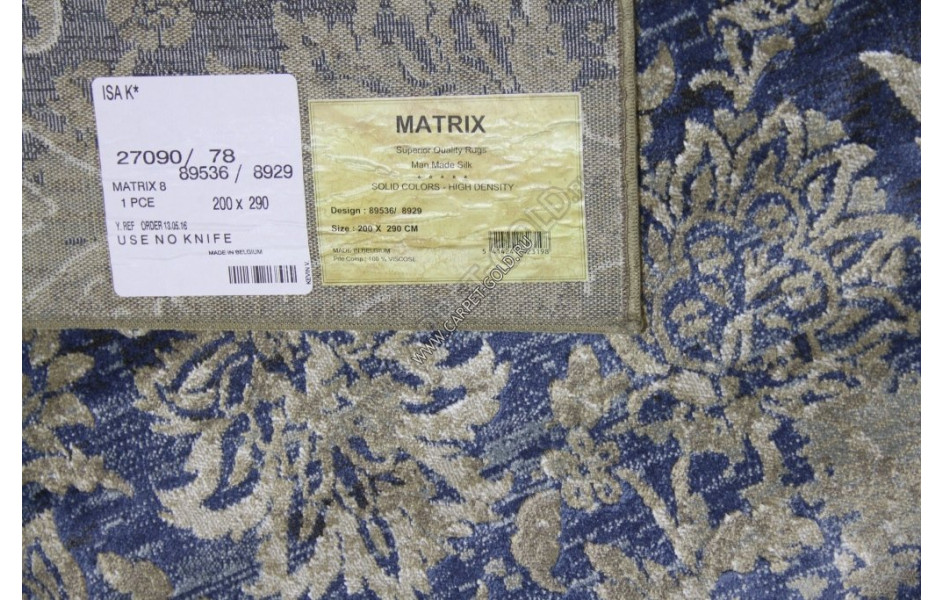 ISA K*
27090/ 78
89536 / 8929
MATRIX 8
1 PCE 200 x 290
Y. REF ORDER 13.05.16
USE NO KNIFE
MADE IN BELGIUM
MATRIX
Superior Quality Rugs
Man Made Silk
SOLID COLORS - HIGH DENSITY
Design : 89536/ 8929
Size : 200 X 290 CM
MADE IN BELGIUM
Pile Comp.: 100 % VISCOSE
WWW.CARPET-GOLD.RU